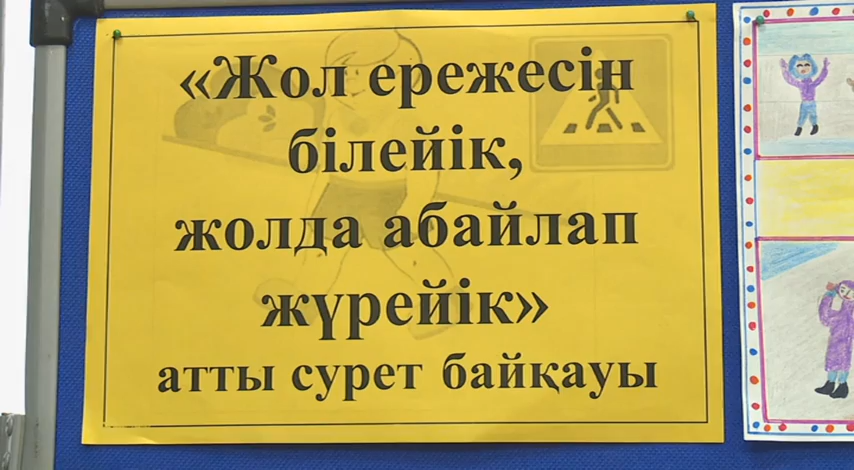 «Жол ережесін
білейік,
жолда абайлап
жүрейік»
атты сурет байқауы